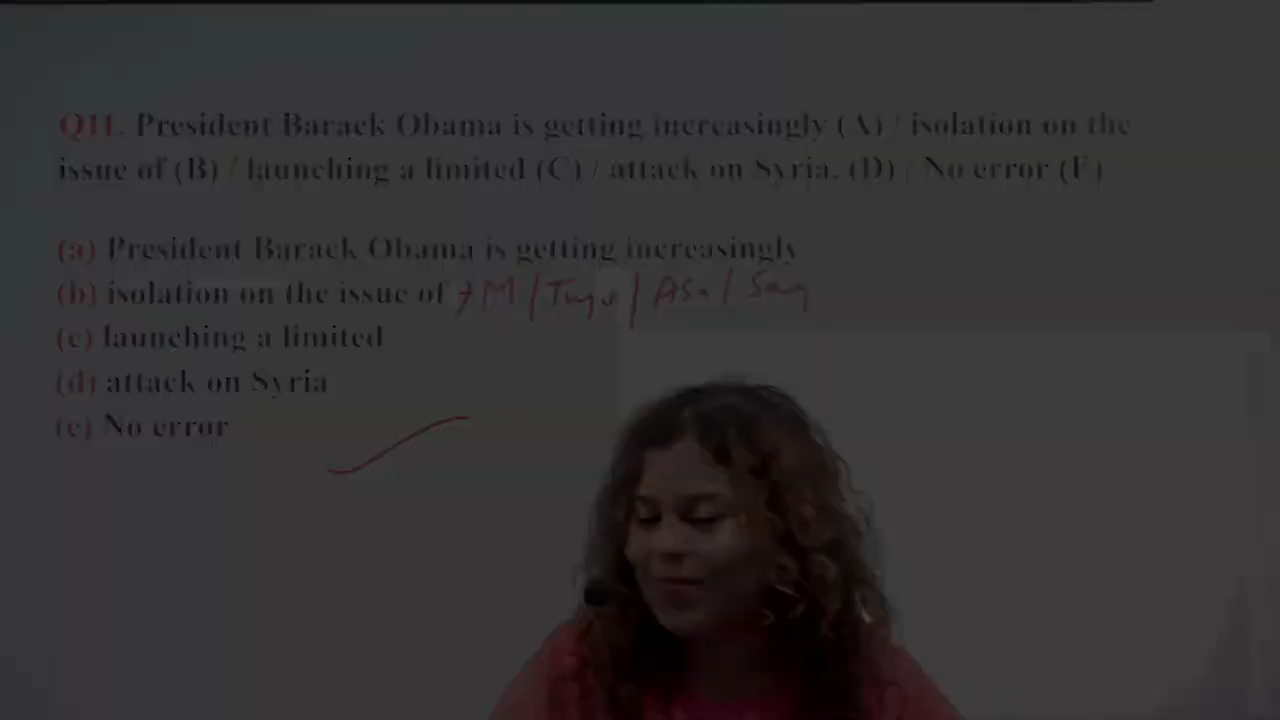 Q11. President Barack Obama is getting increasingly (A) / isolation on the
issue of (B) / launching a limited (C) / attack on Syria. (D) / No error (E)
(a) President Barack Obama is getting increasingly
(b) isolation on the issue of
(c) launching a limited
(d) attack on Syria
(e) No error